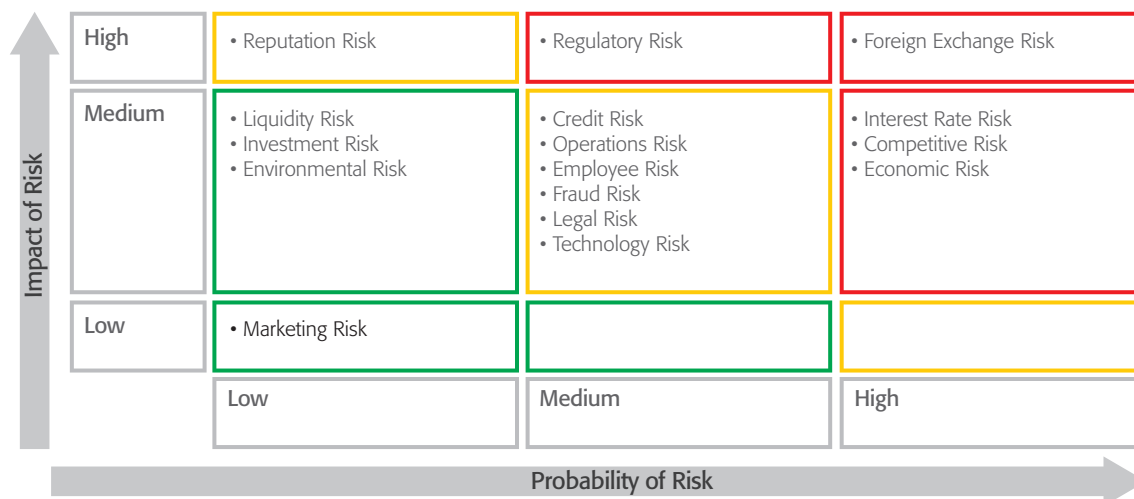 Impact of Risk
High
• Reputation Risk
• Regulatory Risk
• Foreign Exchange Risk
Medium
• Liquidity Risk
• Investment Risk
• Environmental Risk
• Credit Risk
• Operations Risk
• Employee Risk
• Fraud Risk
• Legal Risk
• Technology Risk
• Interest Rate Risk
• Competitive Risk
• Economic Risk
Low
• Marketing Risk
Low
Medium
High
Probability of Risk